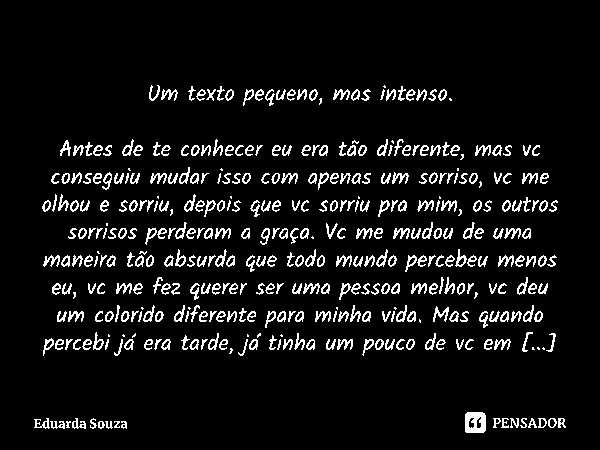 Um texto pequeno, mas intenso.
Antes de te conhecer eu era tão diferente, mas vc
conseguiu mudar isso com apenas um sorriso, vc me
olhou e sorriu, depois que vc sorriu pra mim, os outros
sorrisos perderam a graça. Vc me mudou de uma
maneira tão absurda que todo mundo percebeu menos
eu, vc me fez querer ser uma pessoa melhor, vc deu
um colorido diferente para minha vida. Mas quando
percebi já era tarde, já tinha um pouco de vc em [...]
Eduarda Souza
PENSADOR